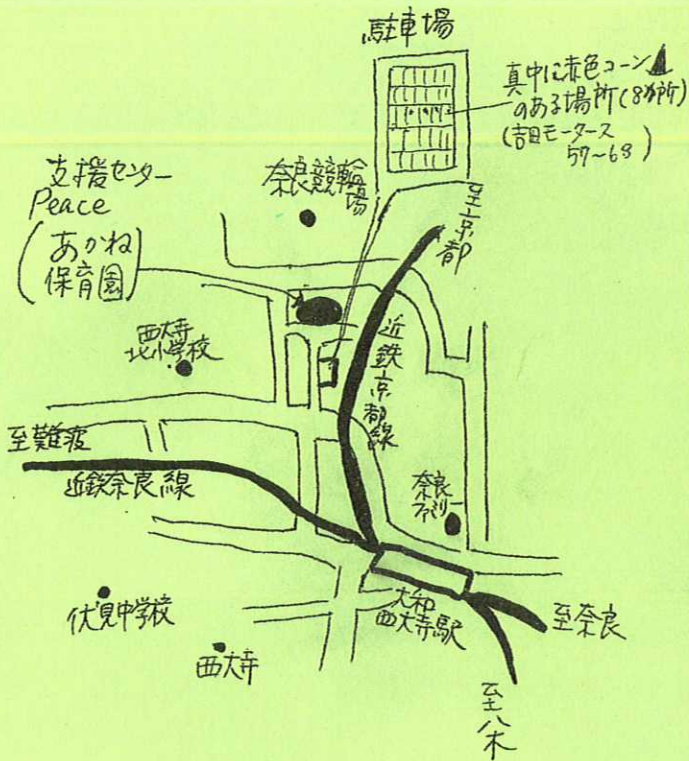 駐車場
真中に赤色コーン
のある場所(8か所)
(吉田モータース
57~68)
支援センター
Peace
(あかね
保育園)
奈良競輪場
至京都
西大寺
北小学校
近鉄京都線
至難波
近鉄奈良線
奈良
ファミリー
伏見中学校
大和
西大寺駅
至奈良
西大寺
至八木